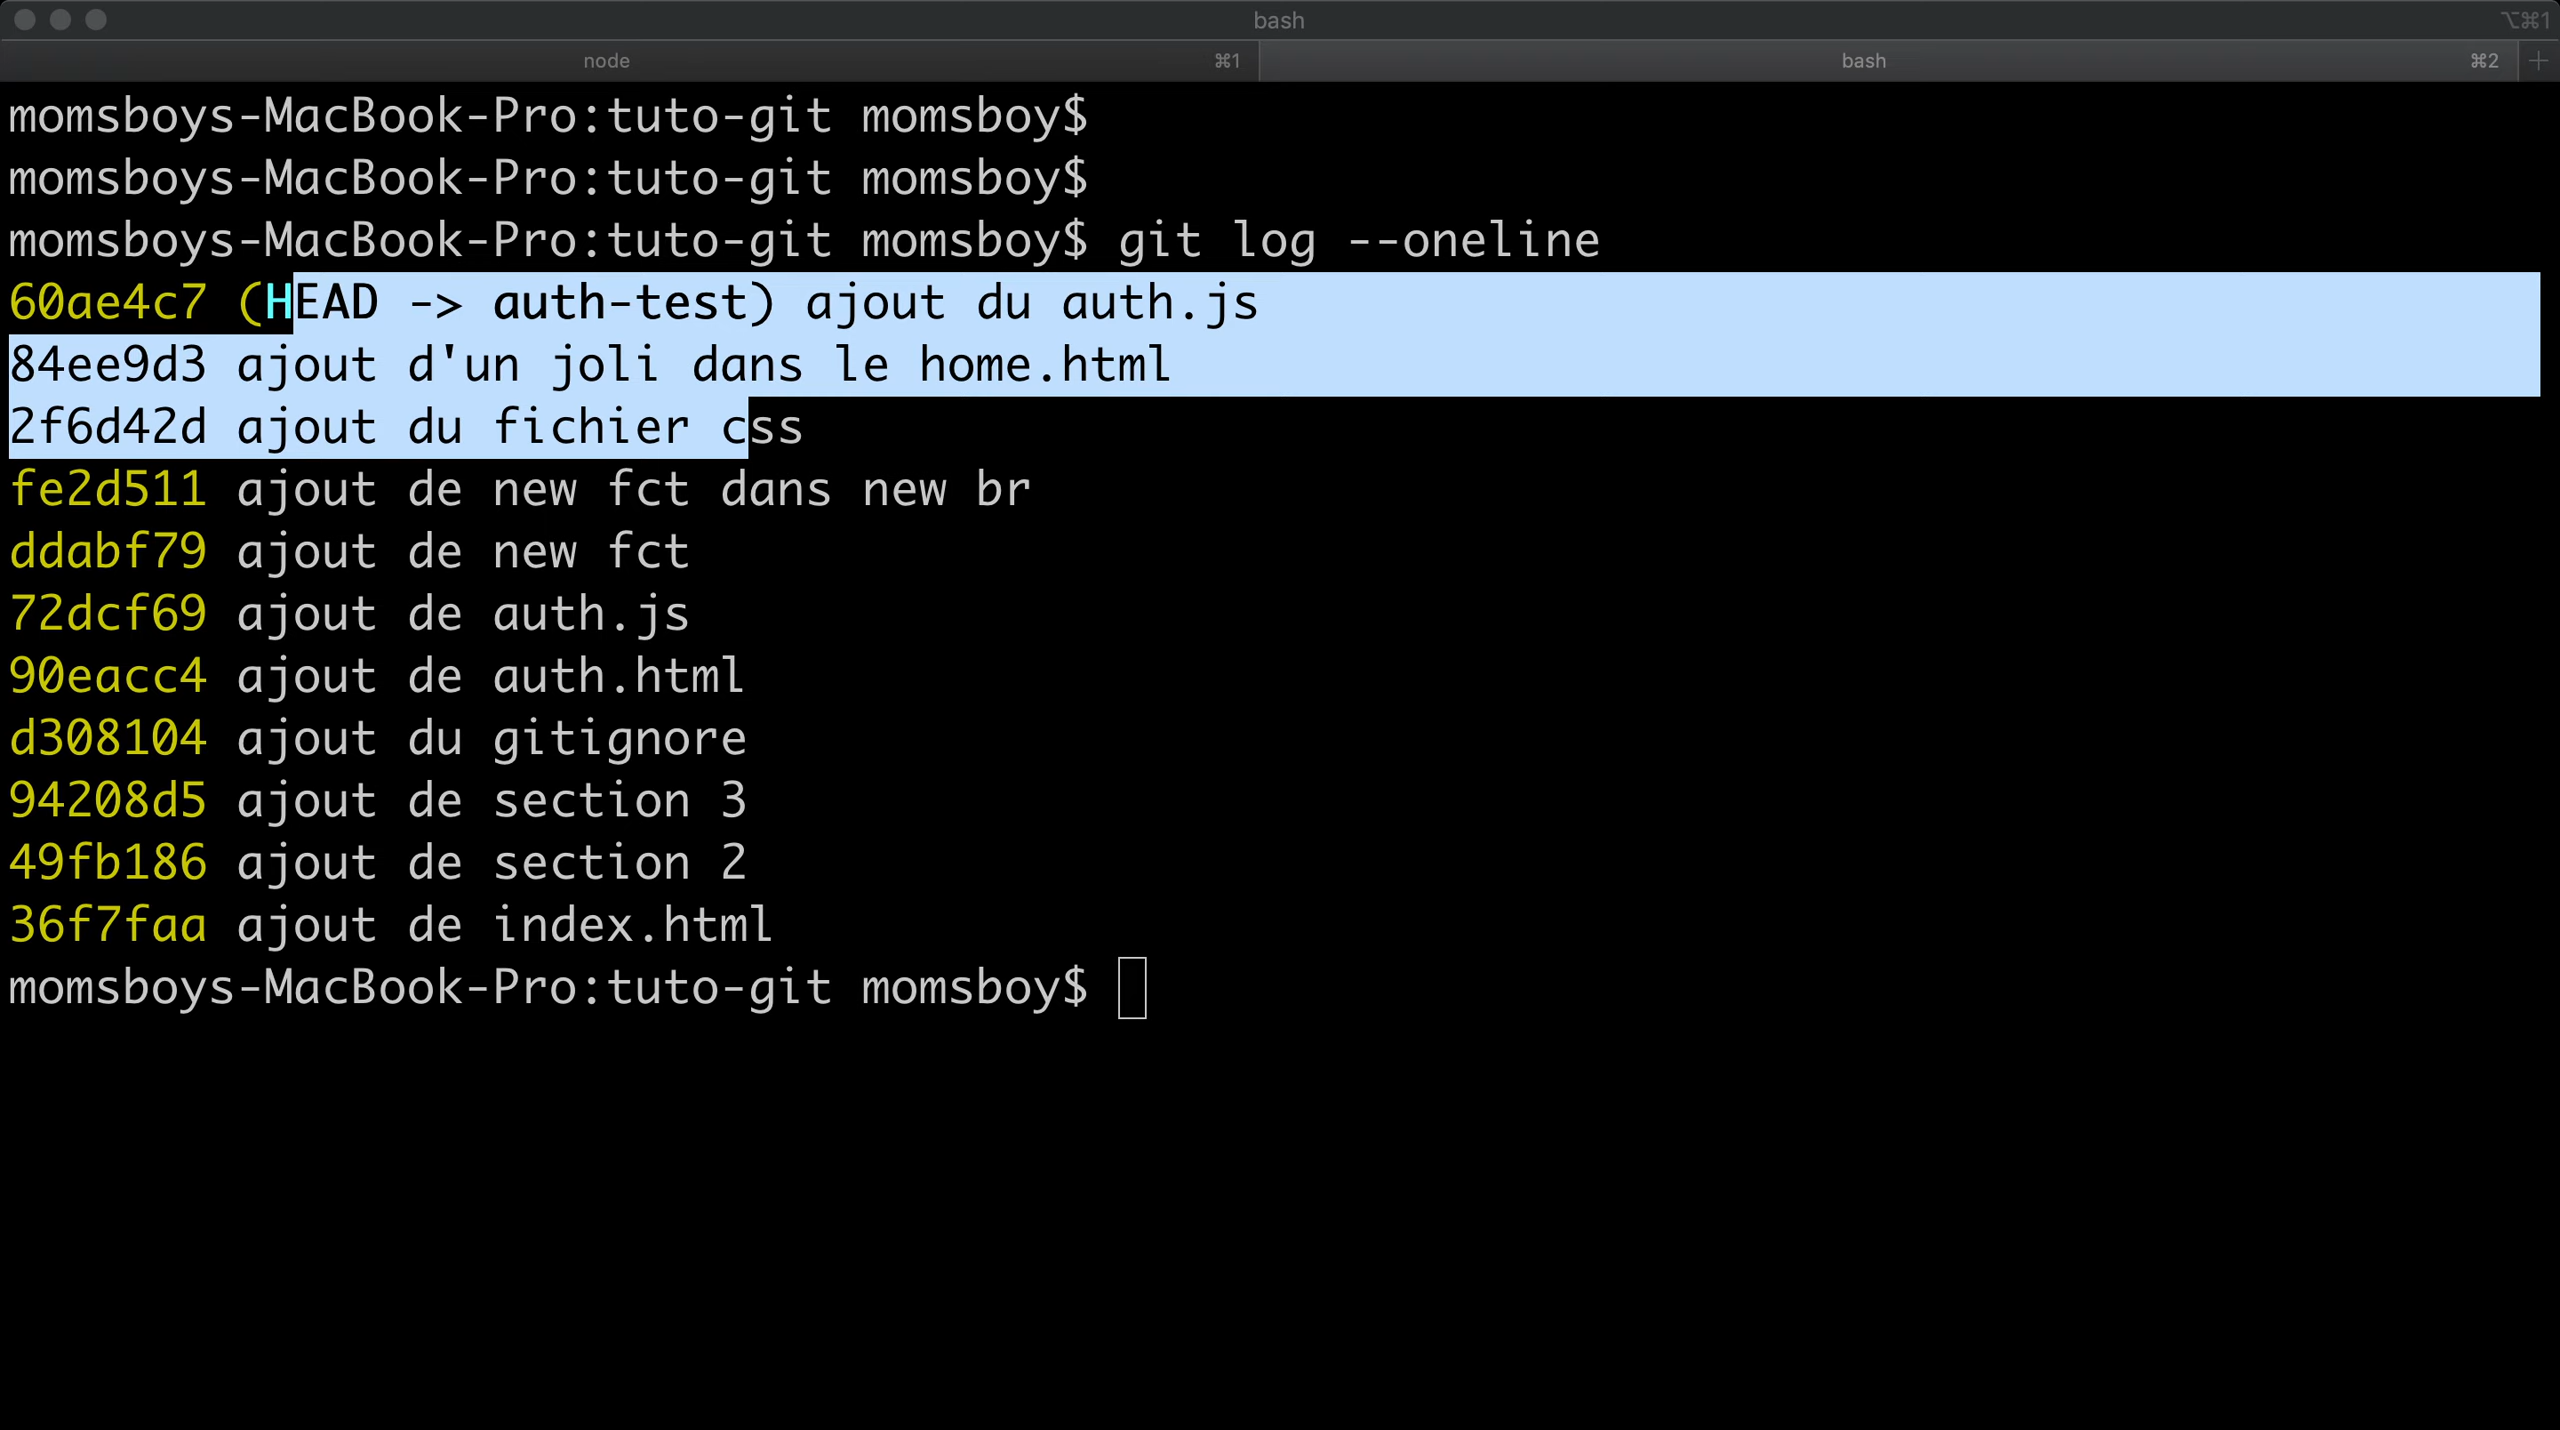 bash ⌥⌘1
node ⌘1 bash ⌘2 +
momsboys-MacBook-Pro:tuto-git momsboy$
momsboys-MacBook-Pro:tuto-git momsboy$
momsboys-MacBook-Pro:tuto-git momsboy$ git log --oneline
60ae4c7 (HEAD -> auth-test) ajout du auth.js
84ee9d3 ajout d'un joli dans le home.html
2f6d42d ajout du fichier css
fe2d511 ajout de new fct dans new br
ddabf79 ajout de new fct
72dcf69 ajout de auth.js
90eacc4 ajout de auth.html
d308104 ajout du gitignore
94208d5 ajout de section 3
49fb186 ajout de section 2
36f7faa ajout de index.html
momsboys-MacBook-Pro:tuto-git momsboy$